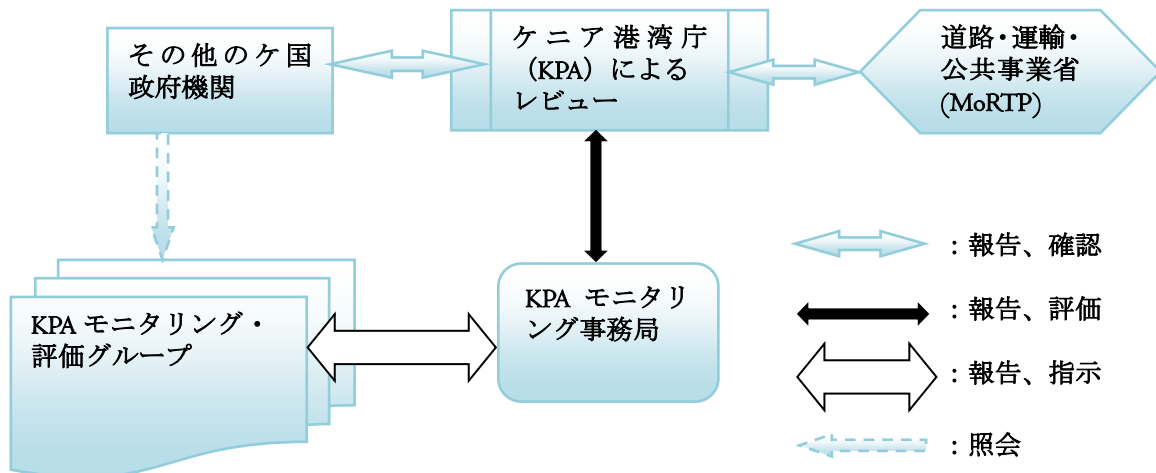 その他のケ国
政府機関
ケニア港湾庁
（KPA）による
レビュー
道路・運輸・
公共事業省
(MoRTP)
KPA モニタリング・
評価グループ
KPA モニタリ
ング事務局
：報告、確認
：報告、評価
：報告、指示
：照会